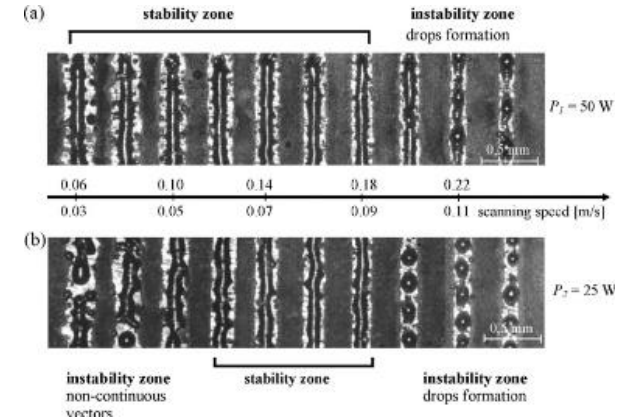 (a)
stability zone
instability zone
drops formation
P₁ = 50 W
0,5 mm
0.06 0.10 0.14 0.18 0.22
0.03 0.05 0.07 0.09 0.11 scanning speed [m/s]
(b)
P₂ = 25 W
0,5 mm
instability zone
non-continuous
vectors
stability zone
instability zone
drops formation